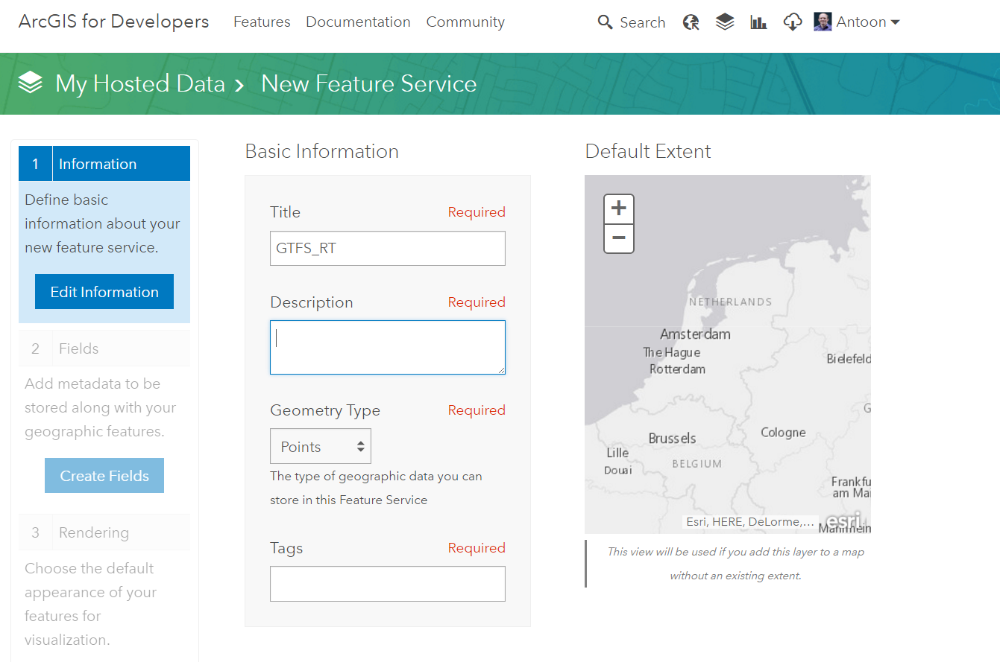 ArcGIS for Developers Features Documentation Community Search Antoon
My Hosted Data › New Feature Service
1 Information
Define basic
information about your
new feature service.
Edit Information
2 Fields
Add metadata to be
stored along with your
geographic features.
Create Fields
3 Rendering
Choose the default
appearance of your
features for
visualization.
Basic Information
Title Required
GTFS_RT
Description Required
Geometry Type Required
Points
The type of geographic data you can
store in this Feature Service
Tags Required
Default Extent
+
−
NETHERLANDS
Amsterdam
The Hague
Rotterdam
Bielefeld
G
Brussels
Cologne
Lille
BELGIUM
Douai
Frankfu
am Mai
Esri, HERE, DeLorme,...
esri
Mannheim
This view will be used if you add this layer to a map
without an existing extent.